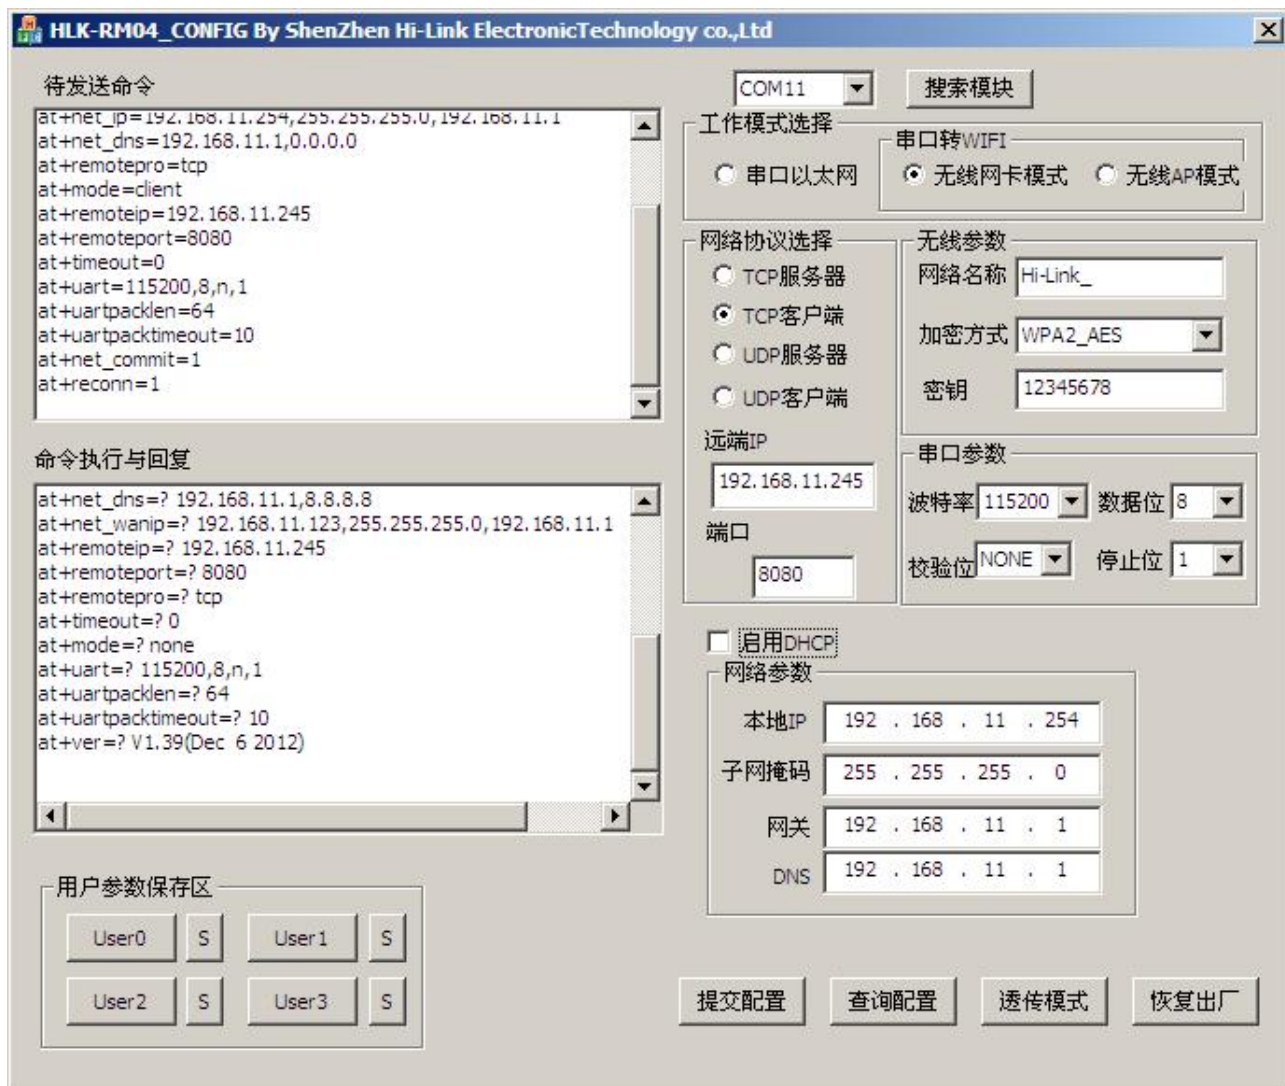 HLK-RM04_CONFIG By ShenZhen Hi-Link ElectronicTechnology co.,Ltd
待发送命令
at+net_ip=192.168.11.254,255.255.255.0,192.168.11.1
at+net_dns=192.168.11.1,0.0.0.0
at+remotepro=tcp
at+mode=client
at+remoteip=192.168.11.245
at+remoteport=8080
at+timeout=0
at+uart=115200,8,n,1
at+uartpacklen=64
at+uartpacktimeout=10
at+net_commit=1
at+reconn=1
命令执行与回复
at+net_dns=? 192.168.11.1,8.8.8.8
at+net_wanip=? 192.168.11.123,255.255.255.0,192.168.11.1
at+remoteip=? 192.168.11.245
at+remoteport=? 8080
at+remotepro=? tcp
at+timeout=? 0
at+mode=? none
at+uart=? 115200,8,n,1
at+uartpacklen=? 64
at+uartpacktimeout=? 10
at+ver=? V1.39(Dec  6 2012)
用户参数保存区
User0 S User1 S
User2 S User3 S
COM11 搜索模块
工作模式选择
串口转WIFI
串口以太网 无线网卡模式 无线AP模式
网络协议选择
TCP服务器
TCP客户端
UDP服务器
UDP客户端
远端IP
192.168.11.245
端口
8080
无线参数
网络名称 Hi-Link_
加密方式 WPA2_AES
密钥 12345678
串口参数
波特率 115200 数据位 8
校验位 NONE 停止位 1
启用DHCP
网络参数
本地IP 192 . 168 . 11 . 254
子网掩码 255 . 255 . 255 . 0
网关 192 . 168 . 11 . 1
DNS 192 . 168 . 11 . 1
提交配置 查询配置 透传模式 恢复出厂